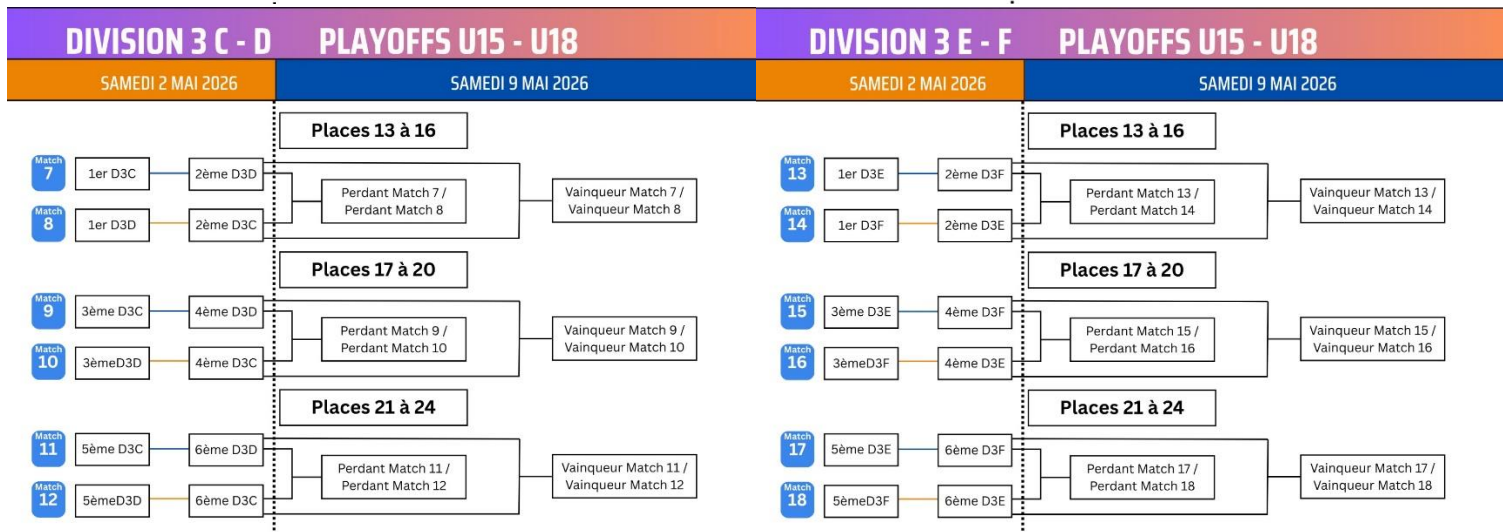 DIVISION 3 C - D PLAYOFFS U15 - U18
SAMEDI 2 MAI 2026 SAMEDI 9 MAI 2026
Places 13 à 16
Match 7 1er D3C 2ème D3D
Perdant Match 7 /
Perdant Match 8
Vainqueur Match 7 /
Vainqueur Match 8
Match 8 1er D3D 2ème D3C
Places 17 à 20
Match 9 3ème D3C 4ème D3D
Perdant Match 9 /
Perdant Match 10
Vainqueur Match 9 /
Vainqueur Match 10
Match 10 3èmeD3D 4ème D3C
Places 21 à 24
Match 11 5ème D3C 6ème D3D
Perdant Match 11 /
Perdant Match 12
Vainqueur Match 11 /
Vainqueur Match 12
Match 12 5èmeD3D 6ème D3C
DIVISION 3 E - F PLAYOFFS U15 - U18
SAMEDI 2 MAI 2026 SAMEDI 9 MAI 2026
Places 13 à 16
Match 13 1er D3E 2ème D3F
Perdant Match 13 /
Perdant Match 14
Vainqueur Match 13 /
Vainqueur Match 14
Match 14 1er D3F 2ème D3E
Places 17 à 20
Match 15 3ème D3E 4ème D3F
Perdant Match 15 /
Perdant Match 16
Vainqueur Match 15 /
Vainqueur Match 16
Match 16 3èmeD3F 4ème D3E
Places 21 à 24
Match 17 5ème D3E 6ème D3F
Perdant Match 17 /
Perdant Match 18
Vainqueur Match 17 /
Vainqueur Match 18
Match 18 5èmeD3F 6ème D3E